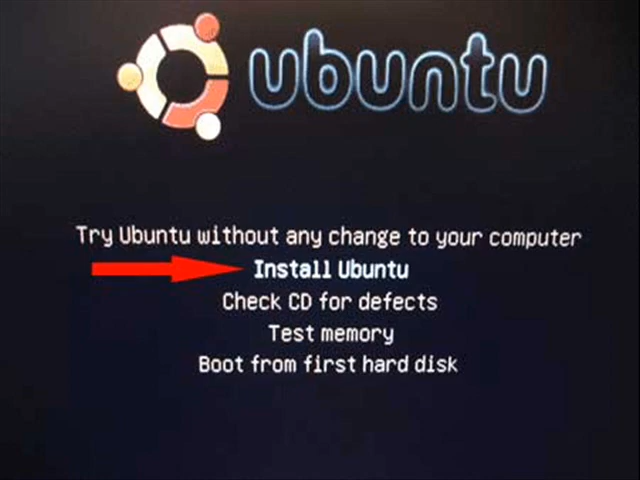 ubuntu
Try Ubuntu without any change to your computer
Install Ubuntu
Check CD for defects
Test memory
Boot from first hard disk